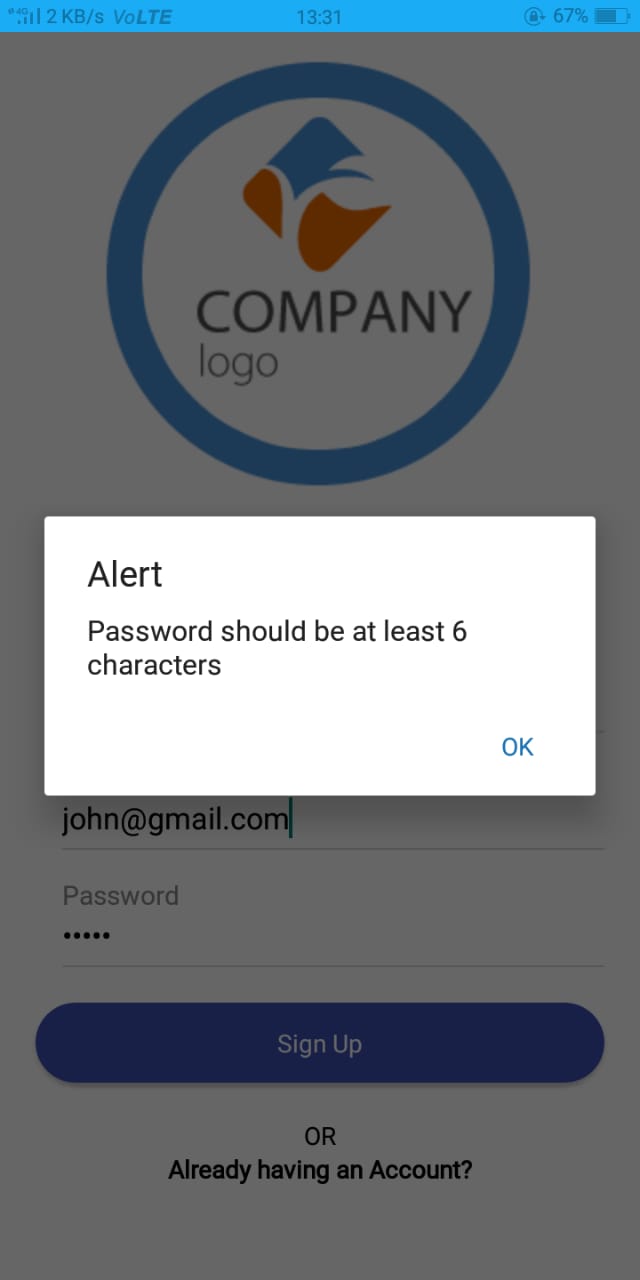 4G 2 KB/s VoLTE 13:31 67%
COMPANY
logo
Alert
Password should be at least 6
characters
OK
john@gmail.com
Password
•••••
Sign Up
OR
Already having an Account?